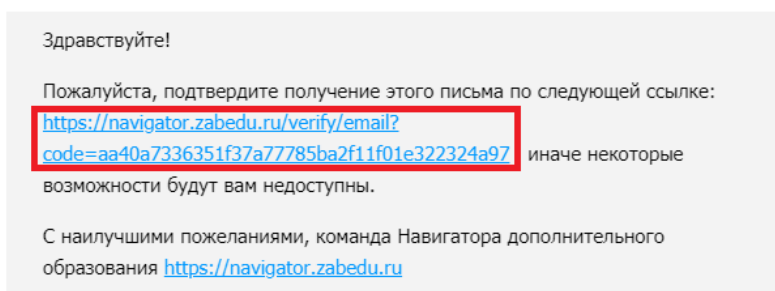 Здравствуйте!
Пожалуйста, подтвердите получение этого письма по следующей ссылке:
https://navigator.zabedu.ru/verify/email?
code=aa40a7336351f37a77785ba2f11f01e322324a97 иначе некоторые
возможности будут вам недоступны.
С наилучшими пожеланиями, команда Навигатора дополнительного
образования https://navigator.zabedu.ru